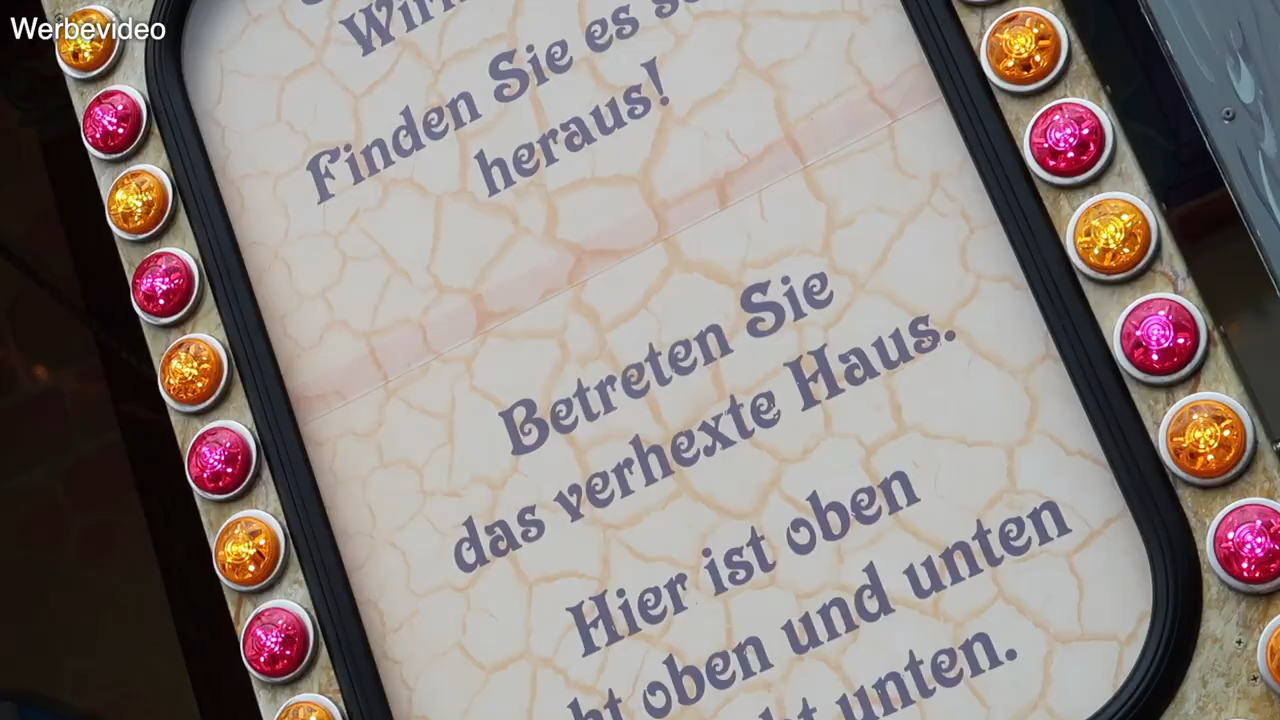 Werbevideo
Finden Sie es
heraus!
Betreten Sie
das verhexte Haus.
Hier ist oben
oben und unten
unten.